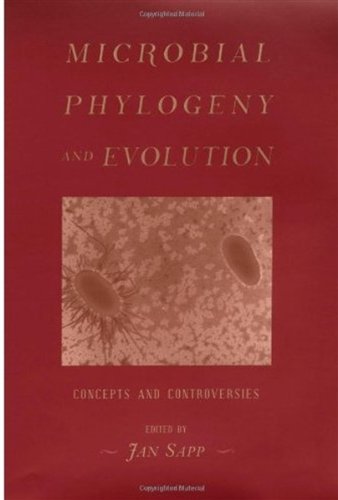 MICROBIAL
PHYLOGENY
AND EVOLUTION
CONCEPTS AND CONTROVERSIES
EDITED BY
JAN SAPP